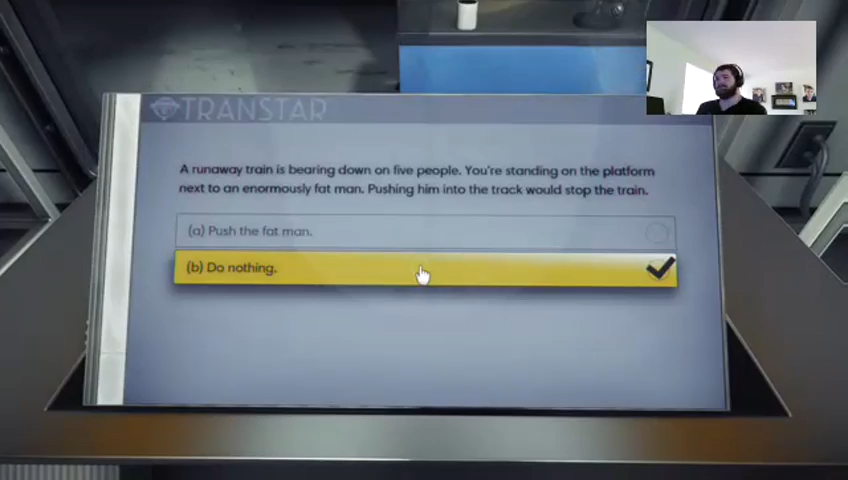 TRANSTAR
A runaway train is bearing down on five people. You're standing on the platform
next to an enormously fat man. Pushing him into the track would stop the train.
(a) Push the fat man.
(b) Do nothing.